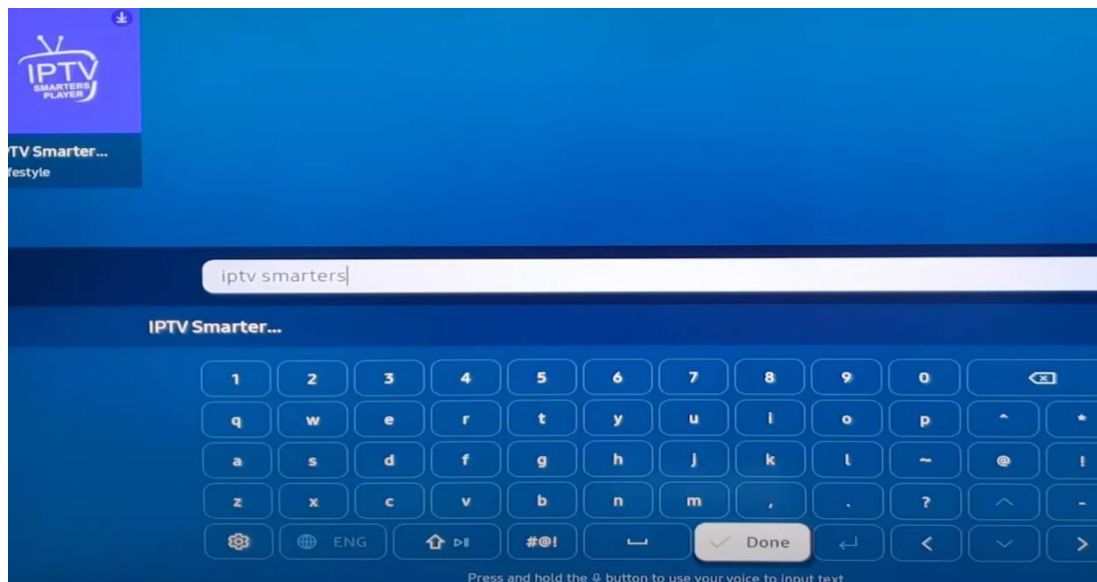 IPTV
SMARTERS
PLAYER
TV Smarter...
festyle
iptv smarters
IPTV Smarter...
1 2 3 4 5 6 7 8 9 0
q w e r t y u i o p ^ *
a s d f g h j k l ~ @ !
z x c v b n m , . ? -
ENG #@! Done < >
Press and hold the button to use your voice to input text.